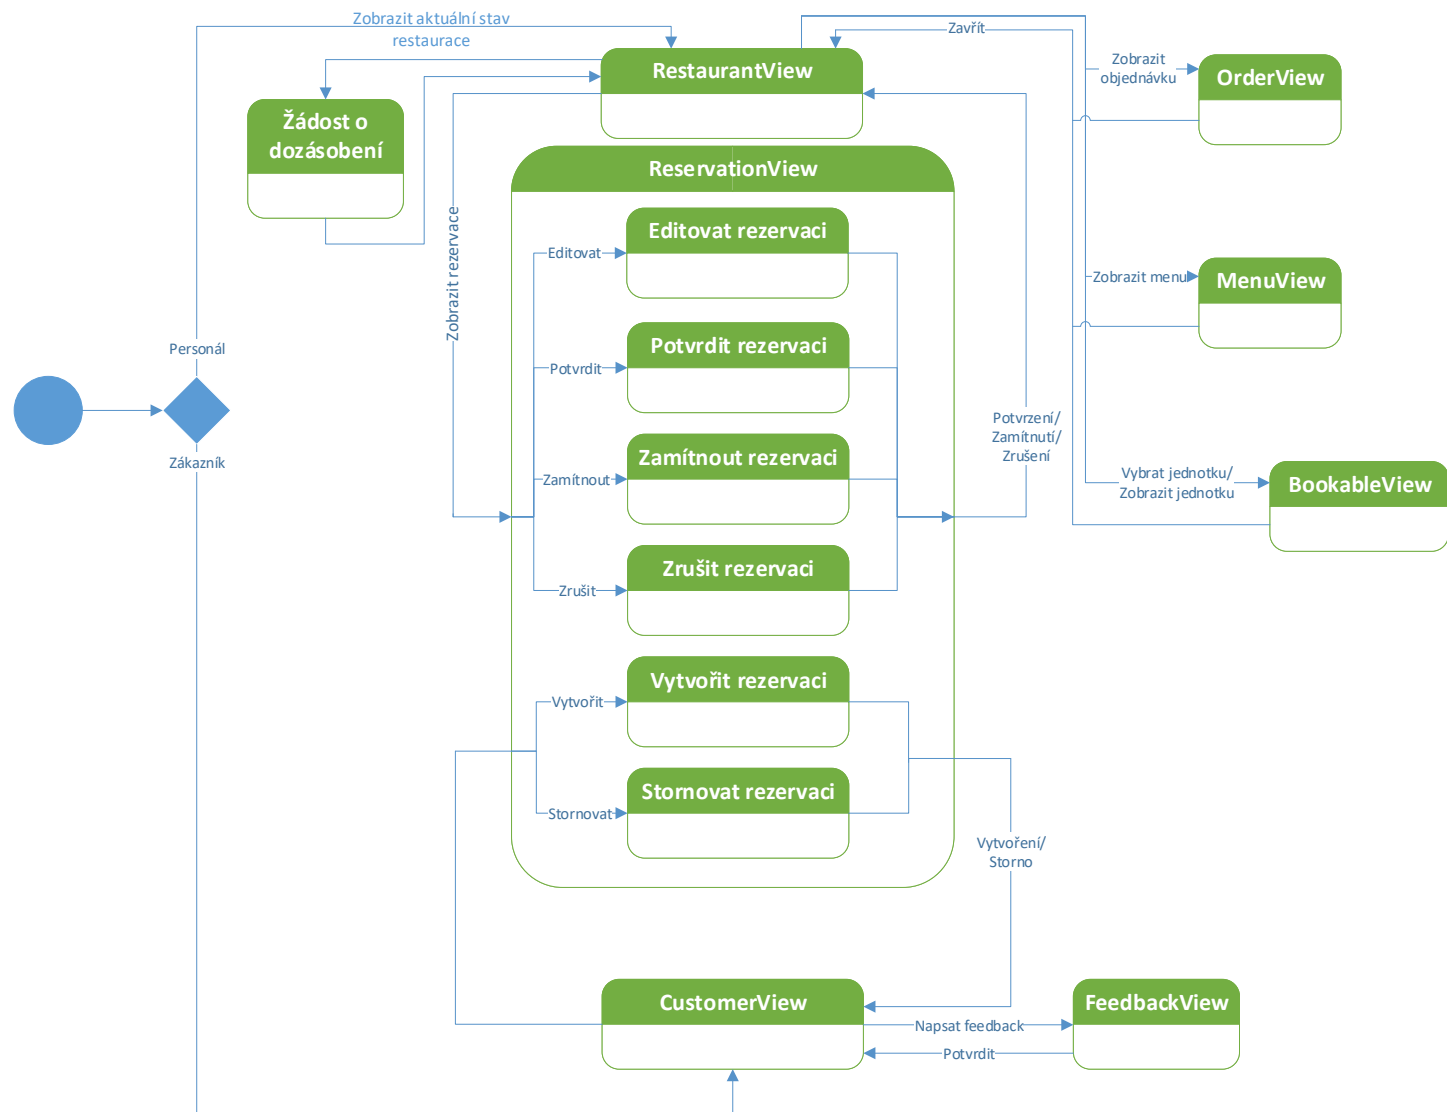 Zobrazit aktuální stav
restaurace
Zavřít
RestaurantView
Zobrazit
objednávku
OrderView
Žádost o
dozásobení
ReservationView
Zobrazit rezervace
Editovat
Editovat rezervaci
Zobrazit menu
MenuView
Personál
Potvrdit
Potvrdit rezervaci
Zákazník
Potvrzení/
Zamítnutí/
Zrušení
Zamítnout
Zamítnout rezervaci
Vybrat jednotku/
Zobrazit jednotku
BookableView
Zrušit
Zrušit rezervaci
Vytvořit
Vytvořit rezervaci
Stornovat
Stornovat rezervaci
Vytvoření/
Storno
CustomerView
Napsat feedback
Potvrdit
FeedbackView